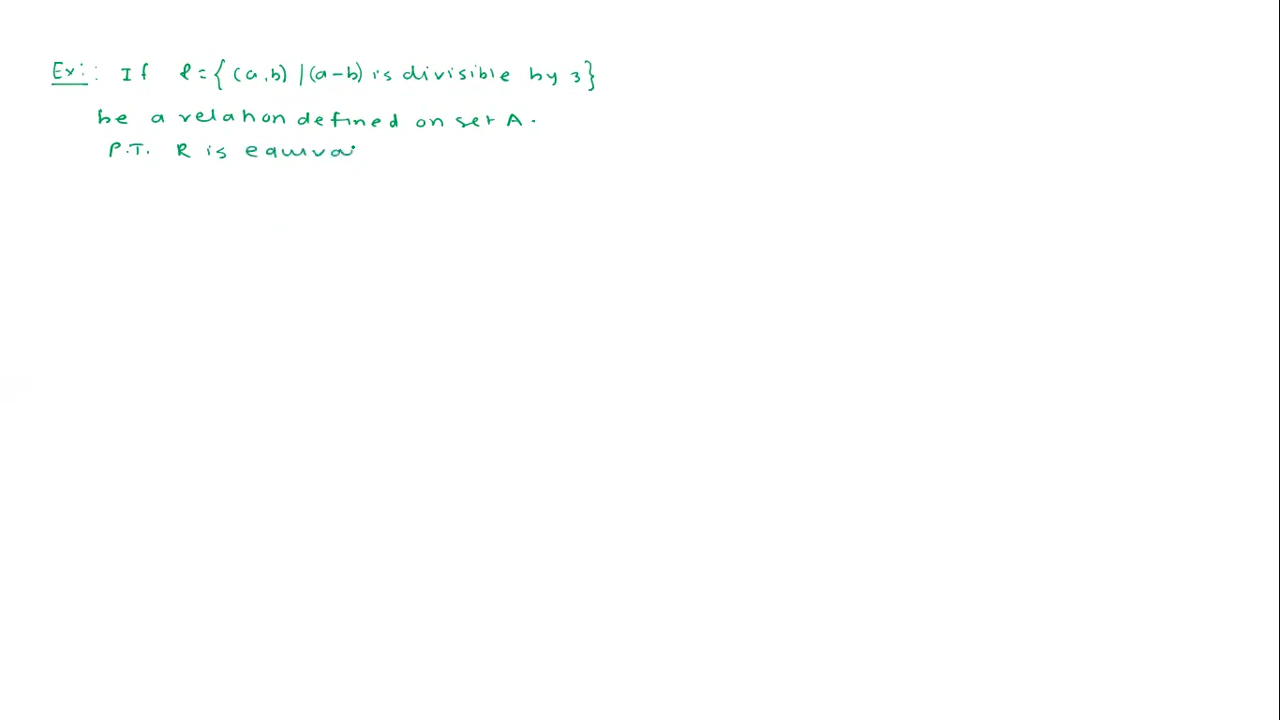 Ex:: If R={(a,b) |(a-b) is divisible by 3}
be a relation defined on set A.
P.T. R is equiva